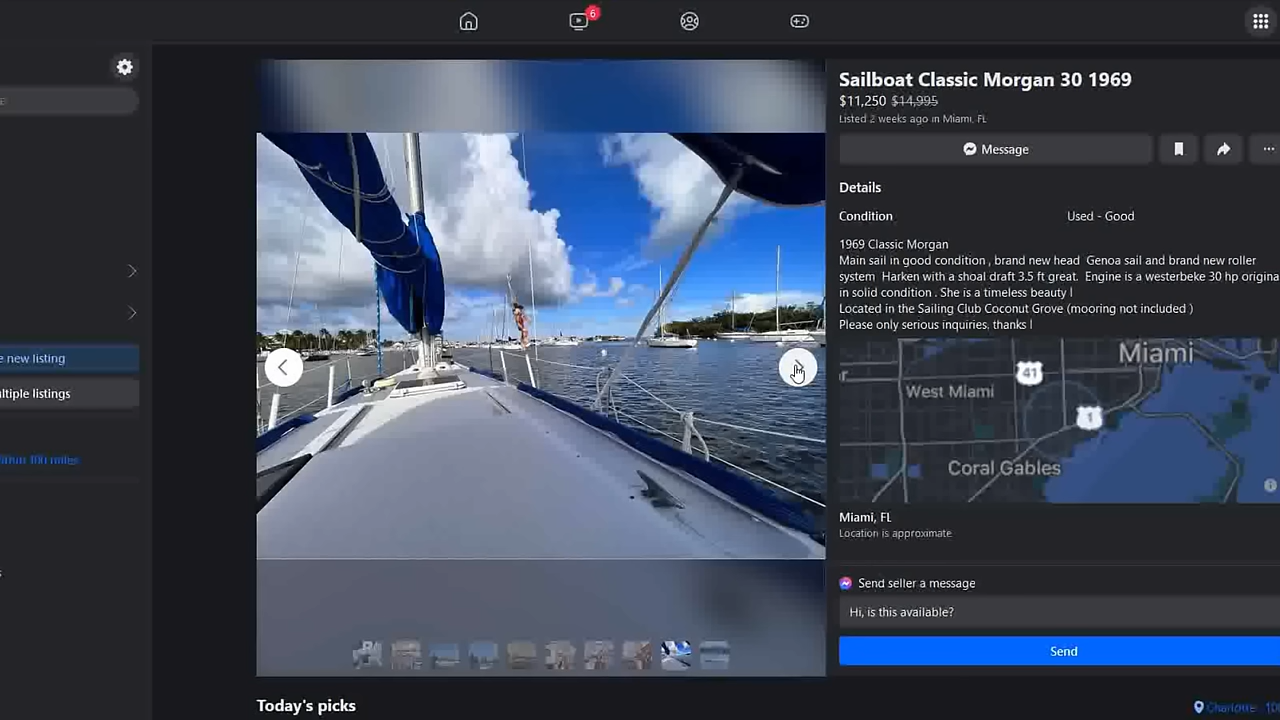 6
Sailboat Classic Morgan 30 1969
$11,250 $14,995
Listed 2 weeks ago in Miami, FL
Message
Details
Condition Used - Good
1969 Classic Morgan
Main sail in good condition , brand new head Genoa sail and brand new roller
system Harken with a shoal draft 3.5 ft great. Engine is a westerbeke 30 hp origina
in solid condition . She is a timeless beauty !
Located in the Sailing Club Coconut Grove (mooring not included )
Please only serious inquiries. thanks !
e new listing
ultiple listings
100 miles
Miami
41
West Miami
1
Coral Gables
Miami, FL
Location is approximate
Send seller a message
Hi, is this available?
Send
Today's picks
Charlotte